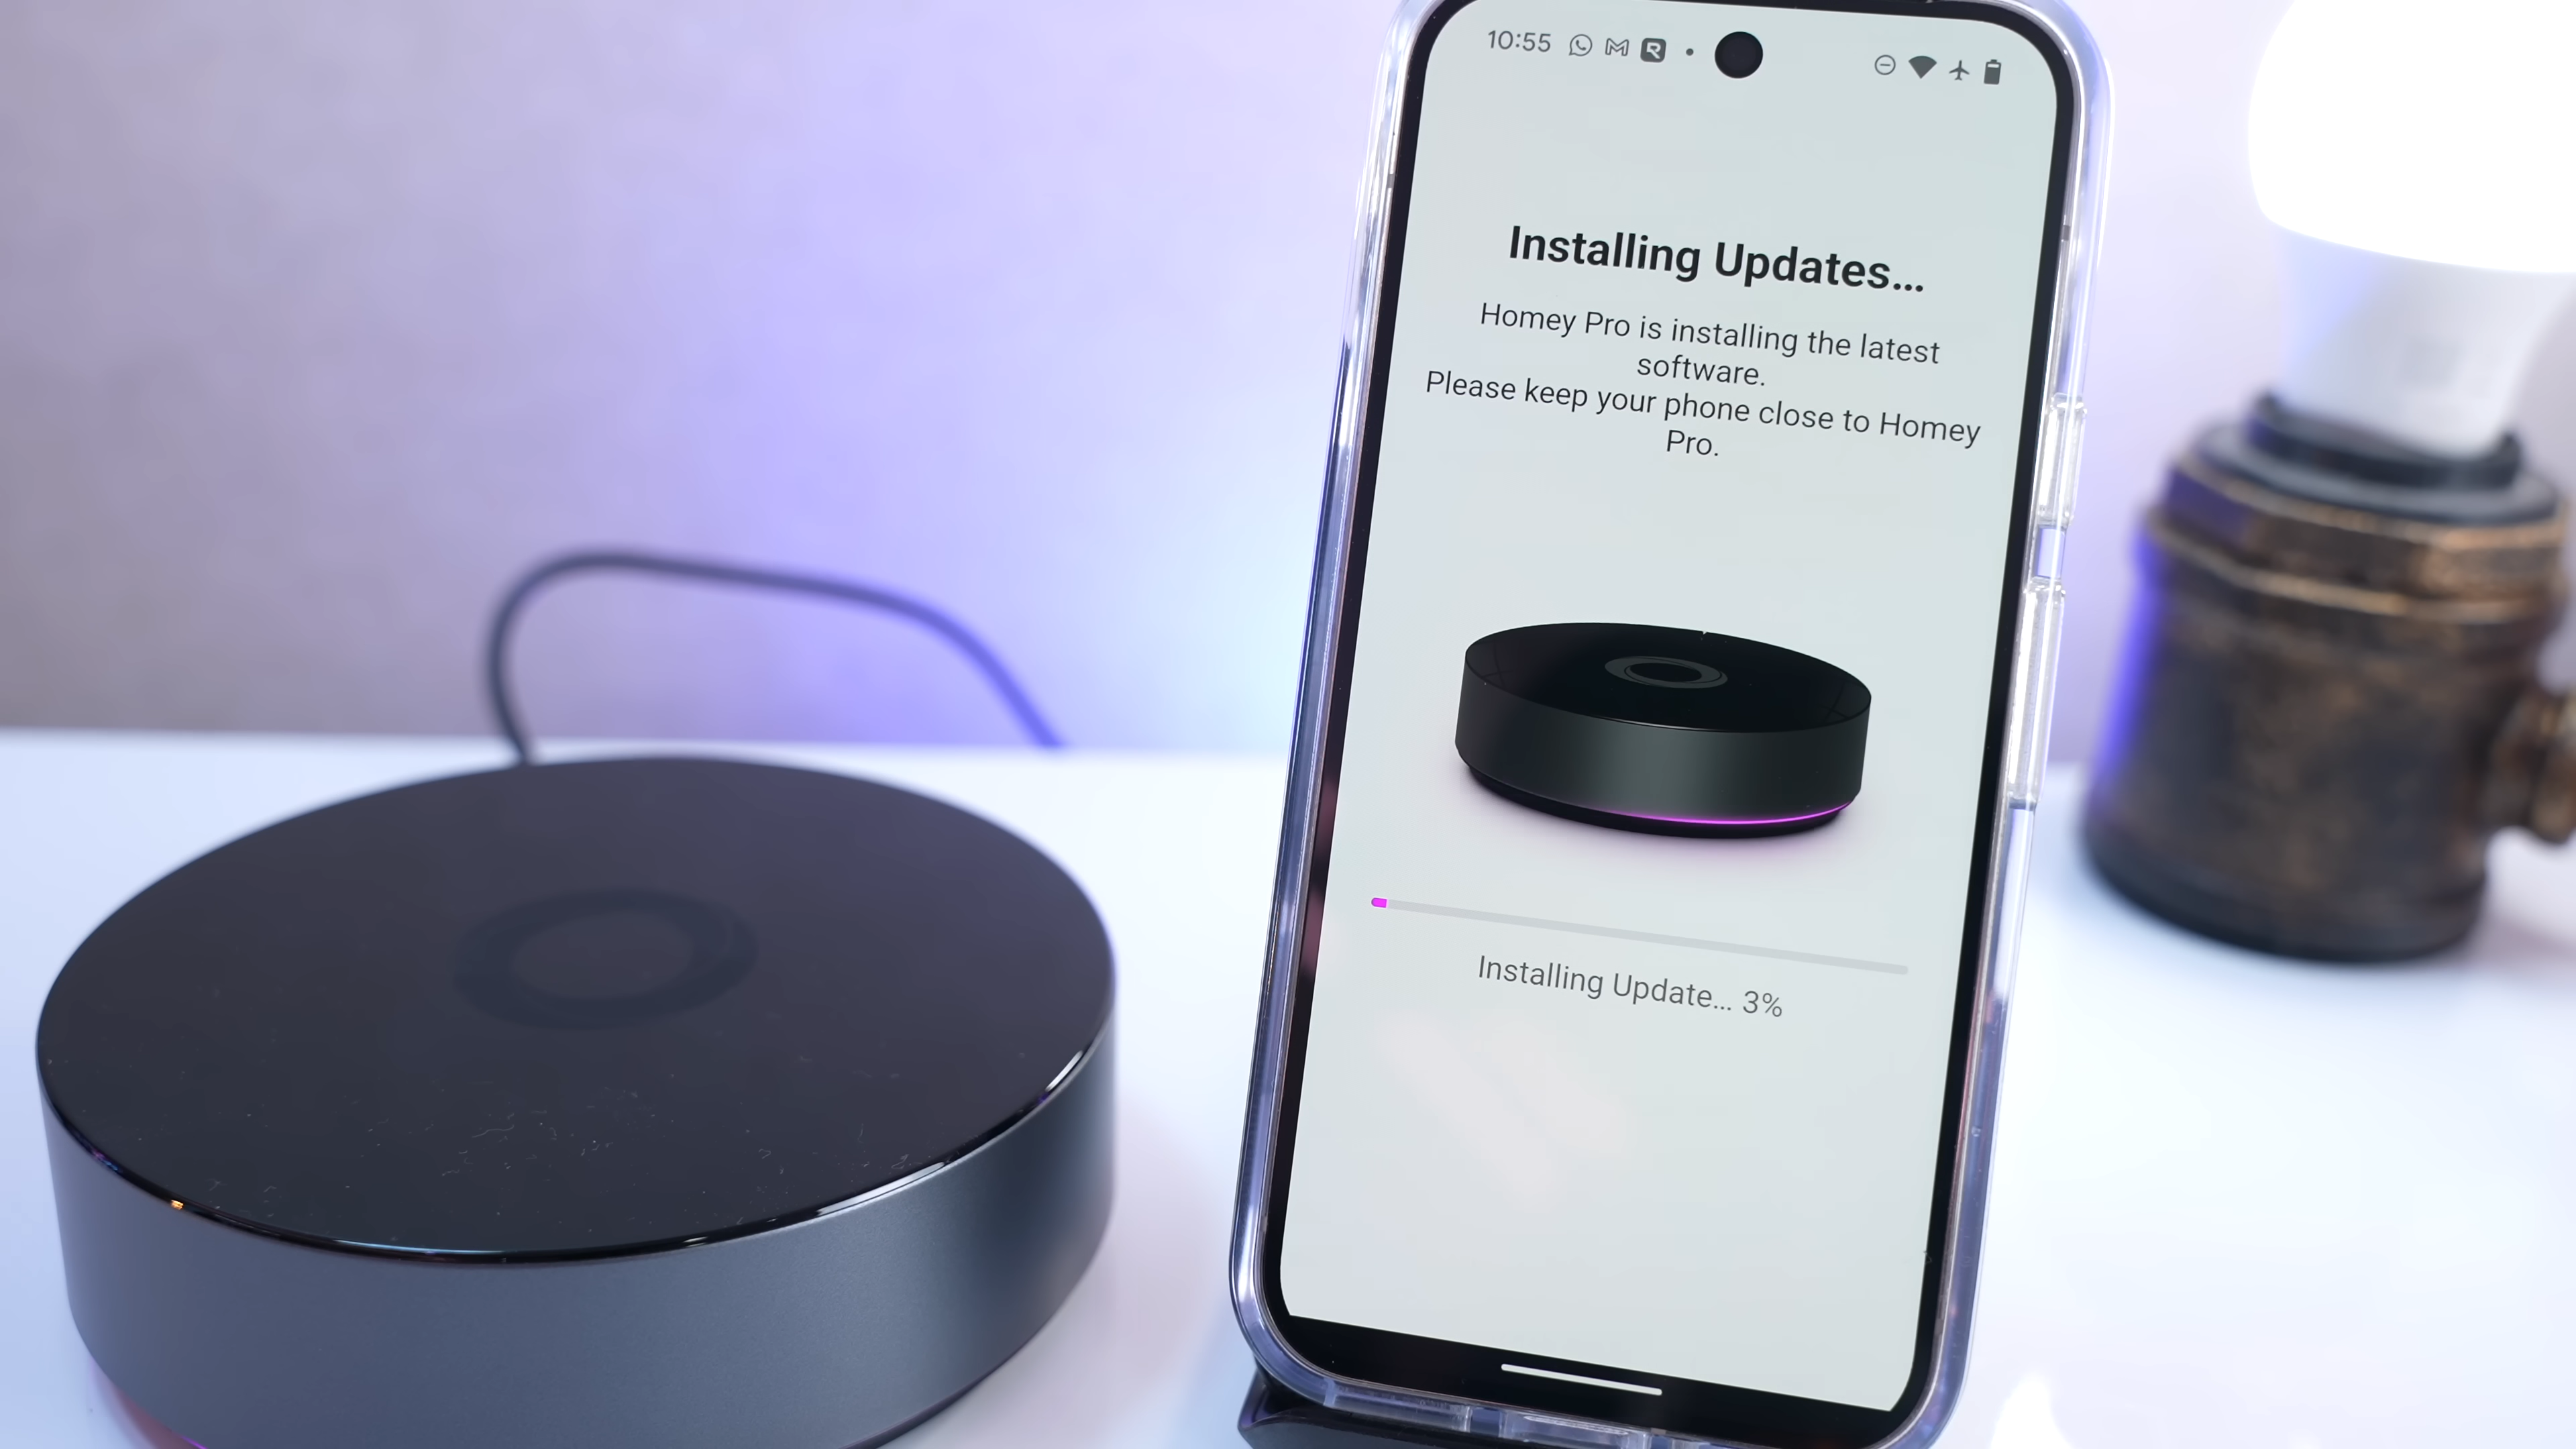 10:55
Installing Updates...
Homey Pro is installing the latest
software.
Please keep your phone close to Homey
Pro.
Installing Update... 3%